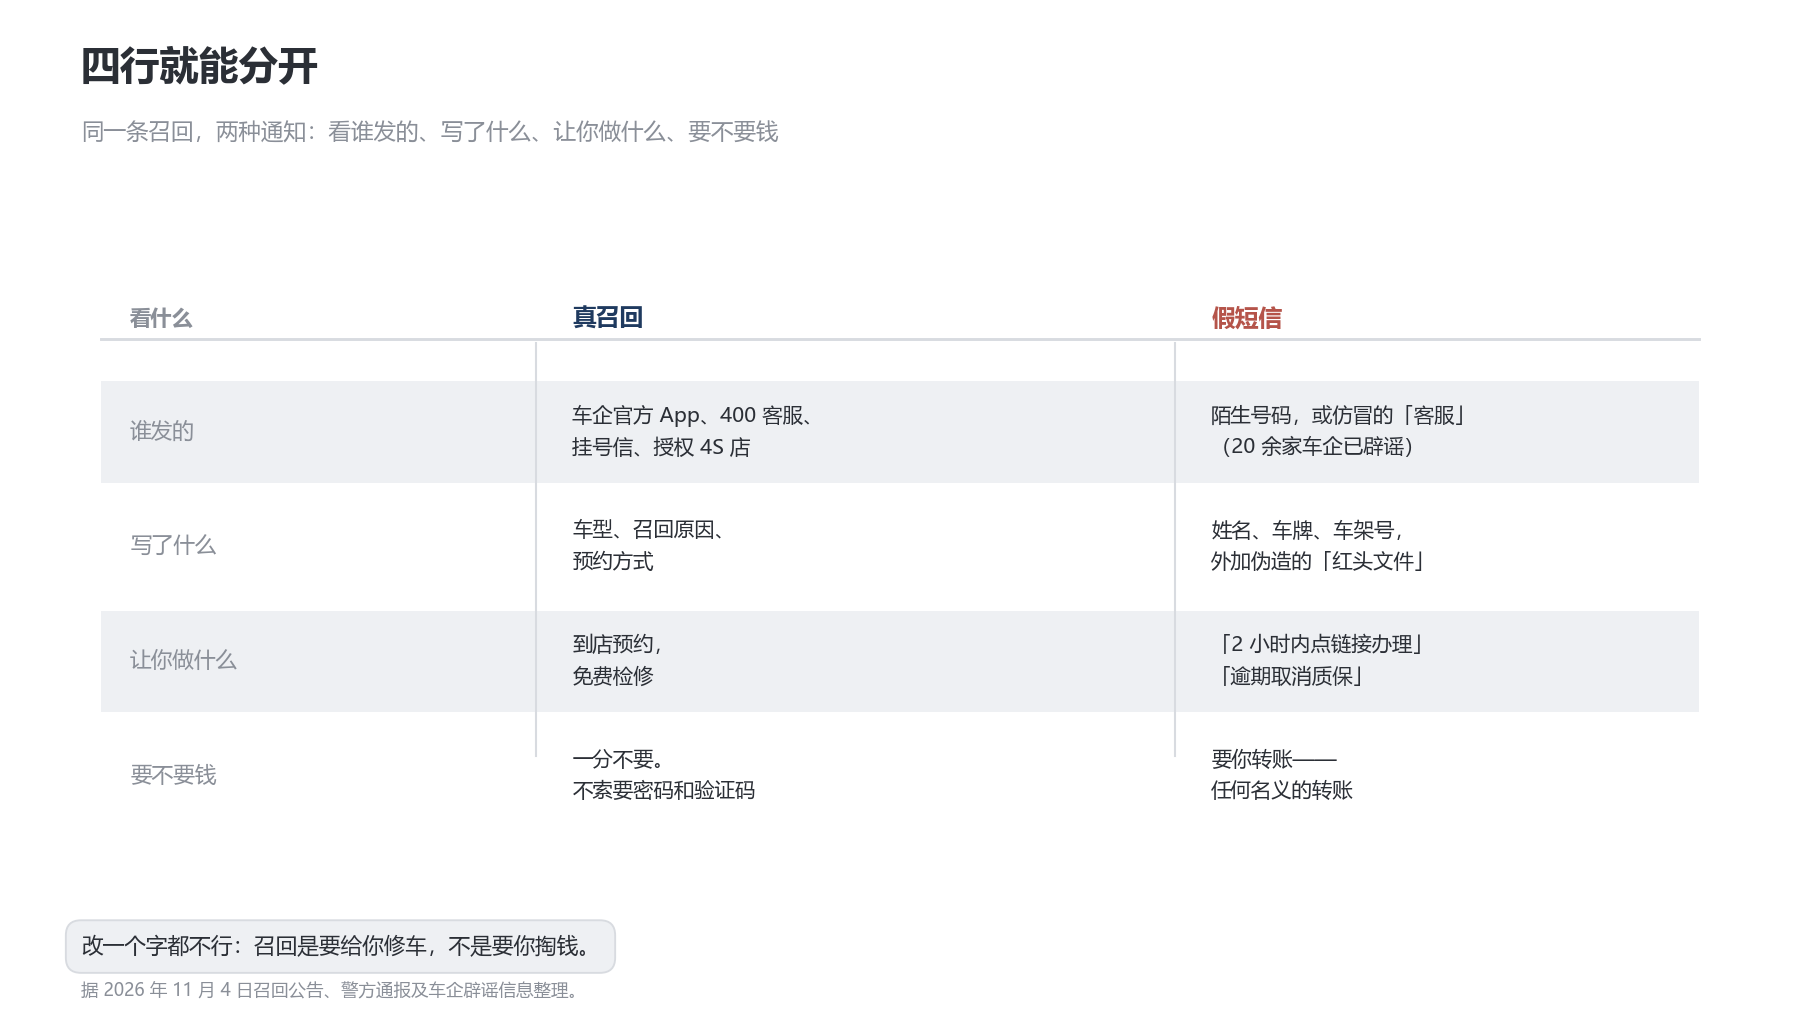 四行就能分开
同一条召回，两种通知：看谁发的、写了什么、让你做什么、要不要钱
看什么
真召回
假短信
谁发的
车企官方 App、400 客服、
挂号信、授权 4S 店
陌生号码，或仿冒的「客服」
（20 余家车企已辟谣）
写了什么
车型、召回原因、
预约方式
姓名、车牌、车架号，
外加伪造的「红头文件」
让你做什么
到店预约，
免费检修
「2 小时内点链接办理」
「逾期取消质保」
要不要钱
一分不要。
不索要密码和验证码
要你转账——
任何名义的转账
改一个字都不行：召回是要给你修车，不是要你掏钱。
据 2026 年 11 月 4 日召回公告、警方通报及车企辟谣信息整理。